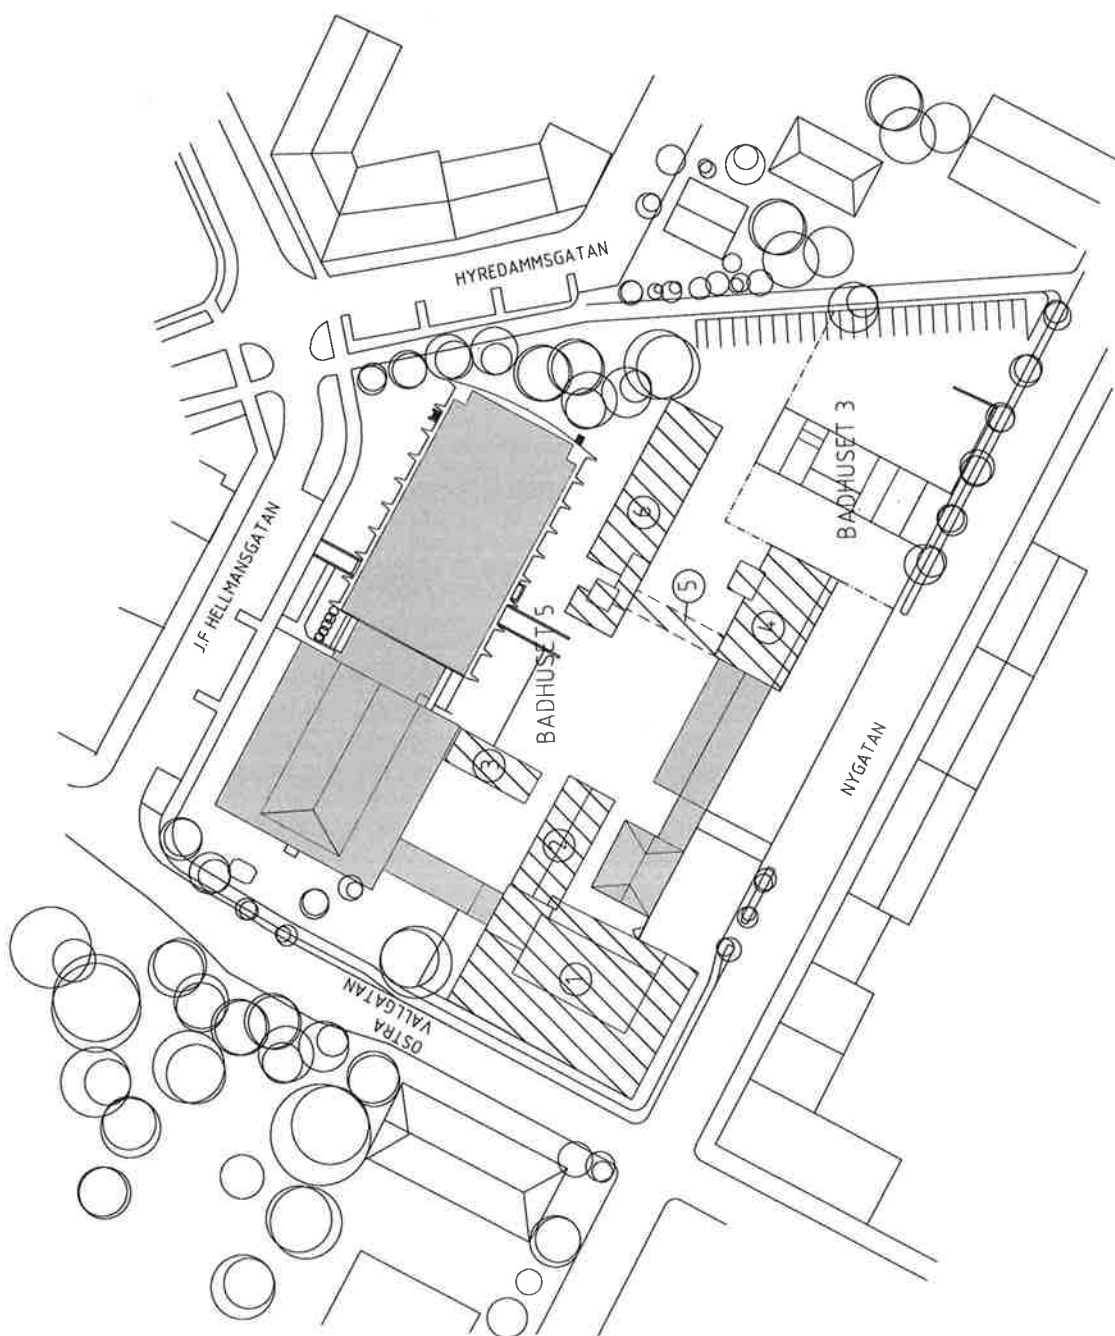 HYREDAMMSGATAN
J.F HELLMANSGATAN
BADHUSET 3
6
5
4
BADHUSET 5
3
NYGATAN
2
1
ÖSTRA
VALLGATAN